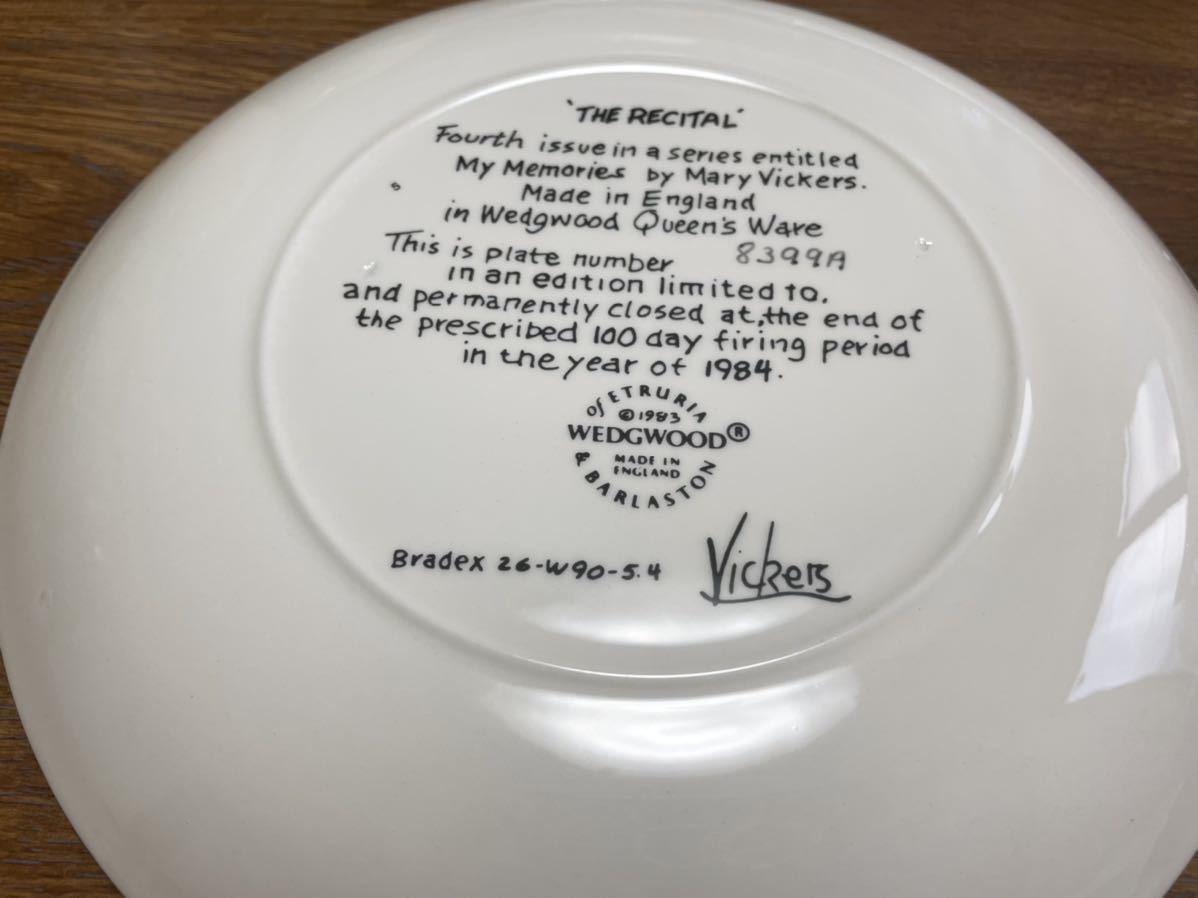 'THE RECITAL'
Fourth issue in a series entitled
My Memories by Mary Vickers.
Made in England
in Wedgwood Queen's Ware
This is plate number 8399A
in an edition limited to,
and permanently closed at, the end of
the prescribed 100 day firing period
in the year of 1984.
of ETRURIA
©1983
WEDGWOOD®
MADE IN
ENGLAND
& BARLASTON
Bradex 26-W90-5.4
Vickers